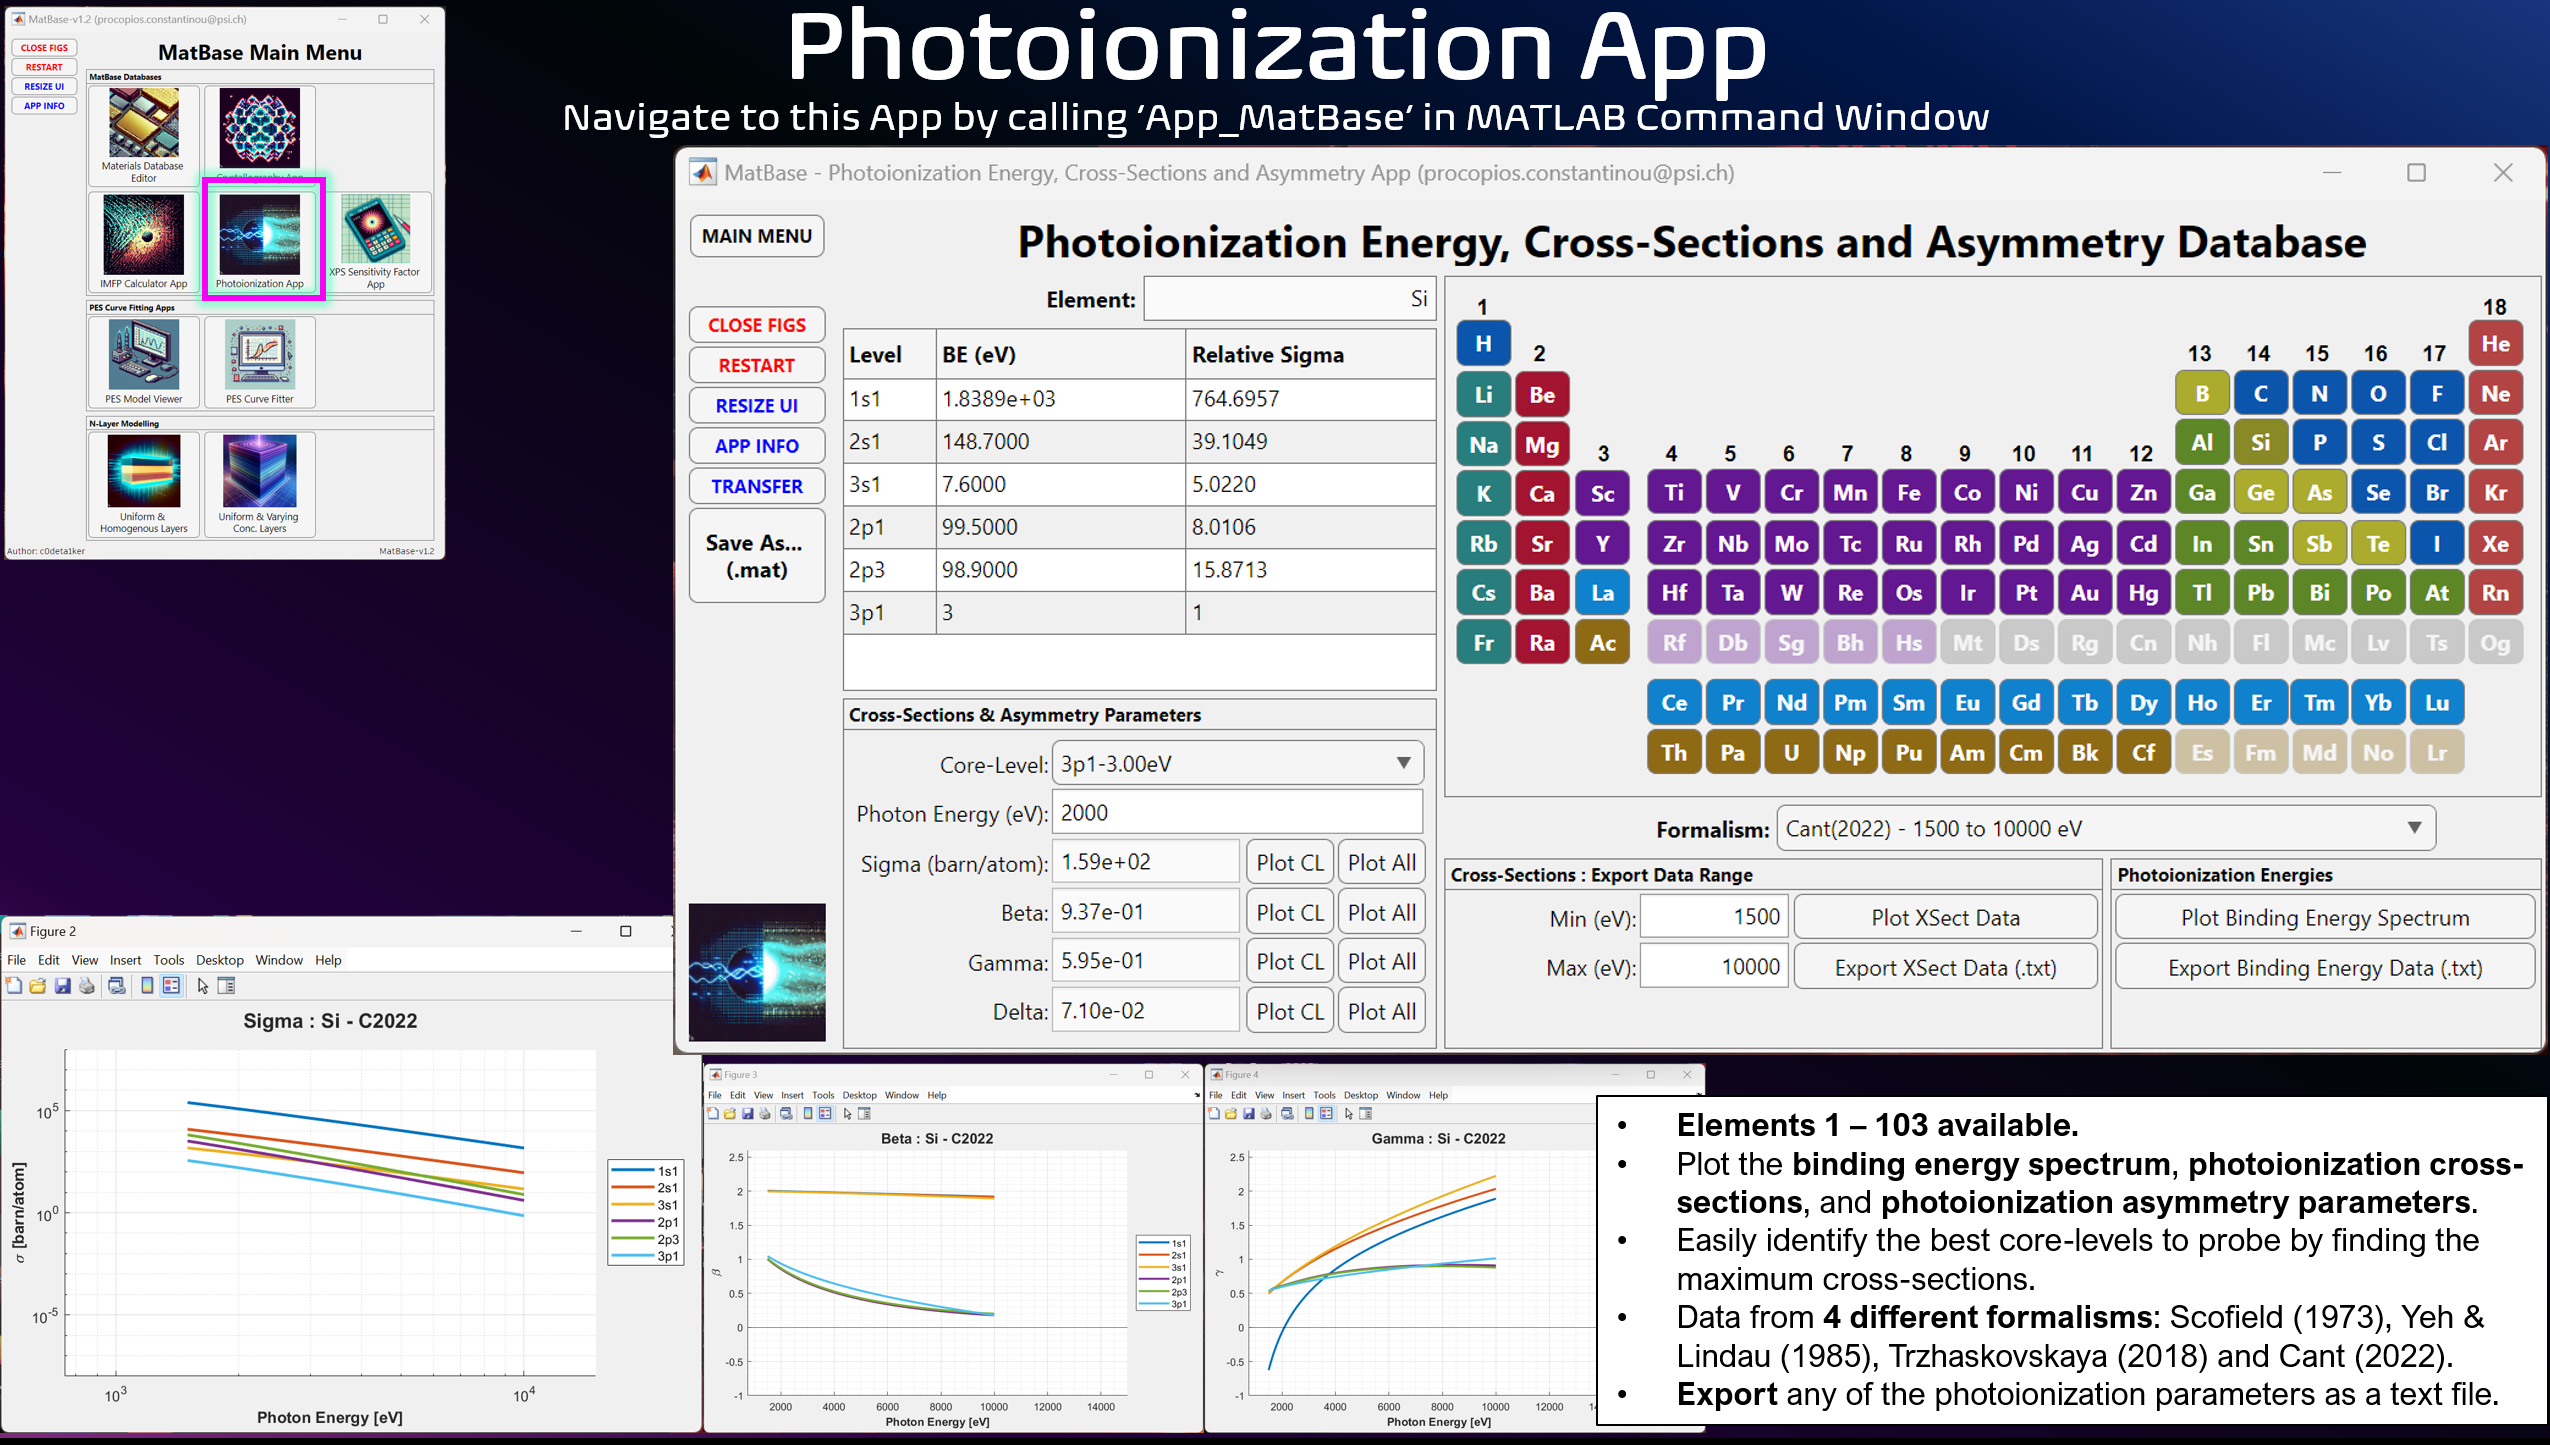 Photoionization App
Navigate to this App by calling ‘App_MatBase’ in MATLAB Command Window
MatBase-v1.2 (procopios.constantinou@psi.ch)
CLOSE FIGS
RESTART
RESIZE UI
APP INFO
MatBase Main Menu
MatBase Databases
Materials Database
Editor
Crystallography App
IMFP Calculator App
Photoionization App
XPS Sensitivity Factor
App
PES Curve Fitting Apps
PES Model Viewer
PES Curve Fitter
N-Layer Modelling
Uniform &
Homogenous Layers
Uniform & Varying
Conc. Layers
Author: c0deta1ker
MatBase-v1.2
MatBase - Photoionization Energy, Cross-Sections and Asymmetry App (procopios.constantinou@psi.ch)
MAIN MENU
CLOSE FIGS
RESTART
RESIZE UI
APP INFO
TRANSFER
Save As...
(.mat)
Photoionization Energy, Cross-Sections and Asymmetry Database
Element: Si
Level BE (eV) Relative Sigma
1s1 1.8389e+03 764.6957
2s1 148.7000 39.1049
3s1 7.6000 5.0220
2p1 99.5000 8.0106
2p3 98.9000 15.8713
3p1 3 1
Cross-Sections & Asymmetry Parameters
Core-Level: 3p1-3.00eV
Photon Energy (eV): 2000
Sigma (barn/atom): 1.59e+02 Plot CL Plot All
Beta: 9.37e-01 Plot CL Plot All
Gamma: 5.95e-01 Plot CL Plot All
Delta: 7.10e-02 Plot CL Plot All
1 18
H 2 13 14 15 16 17 He
Li Be B C N O F Ne
Na Mg 3 4 5 6 7 8 9 10 11 12 Al Si P S Cl Ar
K Ca Sc Ti V Cr Mn Fe Co Ni Cu Zn Ga Ge As Se Br Kr
Rb Sr Y Zr Nb Mo Tc Ru Rh Pd Ag Cd In Sn Sb Te I Xe
Cs Ba La Hf Ta W Re Os Ir Pt Au Hg Tl Pb Bi Po At Rn
Fr Ra Ac Rf Db Sg Bh Hs Mt Ds Rg Cn Nh Fl Mc Lv Ts Og
Ce Pr Nd Pm Sm Eu Gd Tb Dy Ho Er Tm Yb Lu
Th Pa U Np Pu Am Cm Bk Cf Es Fm Md No Lr
Formalism: Cant(2022) - 1500 to 10000 eV
Cross-Sections : Export Data Range
Min (eV): 1500 Plot XSect Data
Max (eV): 10000 Export XSect Data (.txt)
Photoionization Energies
Plot Binding Energy Spectrum
Export Binding Energy Data (.txt)
Figure 2
File Edit View Insert Tools Desktop Window Help
Sigma : Si - C2022
σ [barn/atom]
10^5
10^0
10^-5
10^3 10^4
Photon Energy [eV]
1s1
2s1
3s1
2p1
2p3
3p1
Figure 3
File Edit View Insert Tools Desktop Window Help
Beta : Si - C2022
β
2.5
2
1.5
1
0.5
0
-0.5
-1
2000 4000 6000 8000 10000 12000 14000
Photon Energy [eV]
1s1
2s1
3s1
2p1
2p3
3p1
Figure 4
File Edit View Insert Tools Desktop Window Help
Gamma : Si - C2022
γ
2.5
2
1.5
1
0.5
0
-0.5
-1
2000 4000 6000 8000 10000 12000
Photon Energy [eV]
• Elements 1 – 103 available.
• Plot the binding energy spectrum, photoionization cross-
sections, and photoionization asymmetry parameters.
• Easily identify the best core-levels to probe by finding the
maximum cross-sections.
• Data from 4 different formalisms: Scofield (1973), Yeh &
Lindau (1985), Trzhaskovskaya (2018) and Cant (2022).
• Export any of the photoionization parameters as a text file.